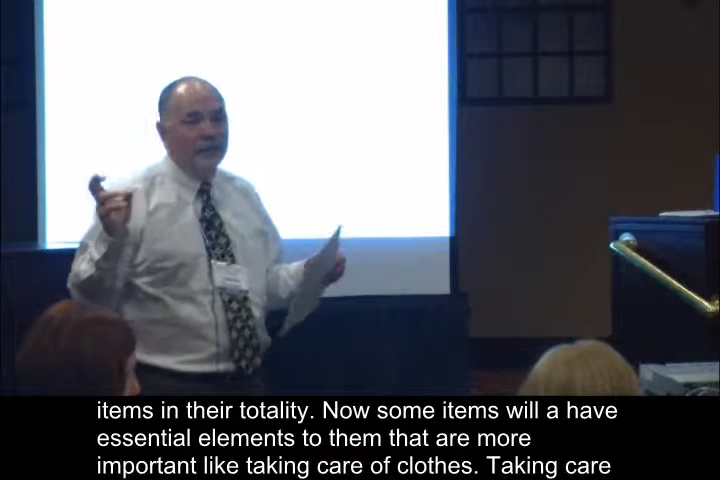 items in their totality. Now some items will a have
essential elements to them that are more
important like taking care of clothes. Taking care